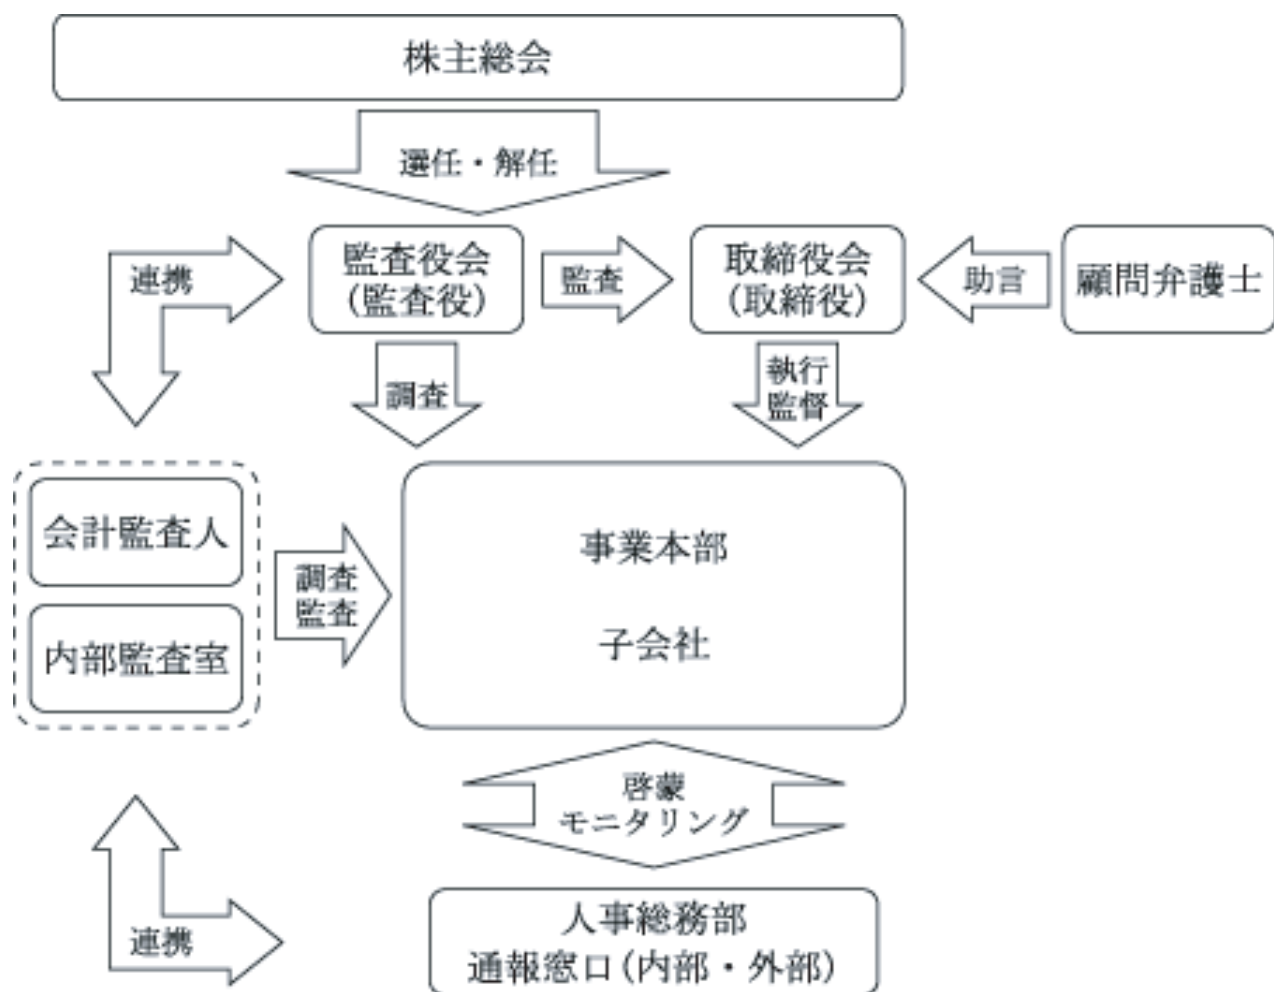 株主総会
選任・解任
連携
監査役会
(監査役)
監査
取締役会
(取締役)
助言
顧問弁護士
調査
執行
監督
会計監査人
内部監査室
調査
監査
事業本部
子会社
啓蒙
モニタリング
連携
人事総務部
通報窓口(内部・外部)